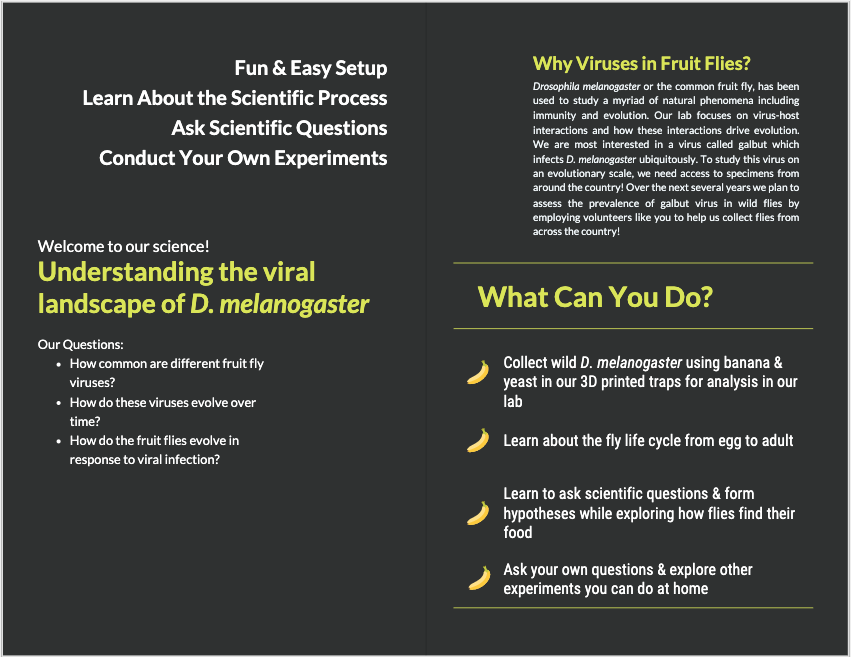 Fun & Easy Setup
Learn About the Scientific Process
Ask Scientific Questions
Conduct Your Own Experiments
Welcome to our science!
Understanding the viral
landscape of D. melanogaster
Our Questions:
• How common are different fruit fly
viruses?
• How do these viruses evolve over
time?
• How do the fruit flies evolve in
response to viral infection?
Why Viruses in Fruit Flies?
Drosophila melanogaster or the common fruit fly, has been
used to study a myriad of natural phenomena including
immunity and evolution. Our lab focuses on virus-host
interactions and how these interactions drive evolution.
We are most interested in a virus called galbut which
infects D. melanogaster ubiquitously. To study this virus on
an evolutionary scale, we need access to specimens from
around the country! Over the next several years we plan to
assess the prevalence of galbut virus in wild flies by
employing volunteers like you to help us collect flies from
across the country!
What Can You Do?
Collect wild D. melanogaster using banana &
yeast in our 3D printed traps for analysis in our
lab
Learn about the fly life cycle from egg to adult
Learn to ask scientific questions & form
hypotheses while exploring how flies find their
food
Ask your own questions & explore other
experiments you can do at home